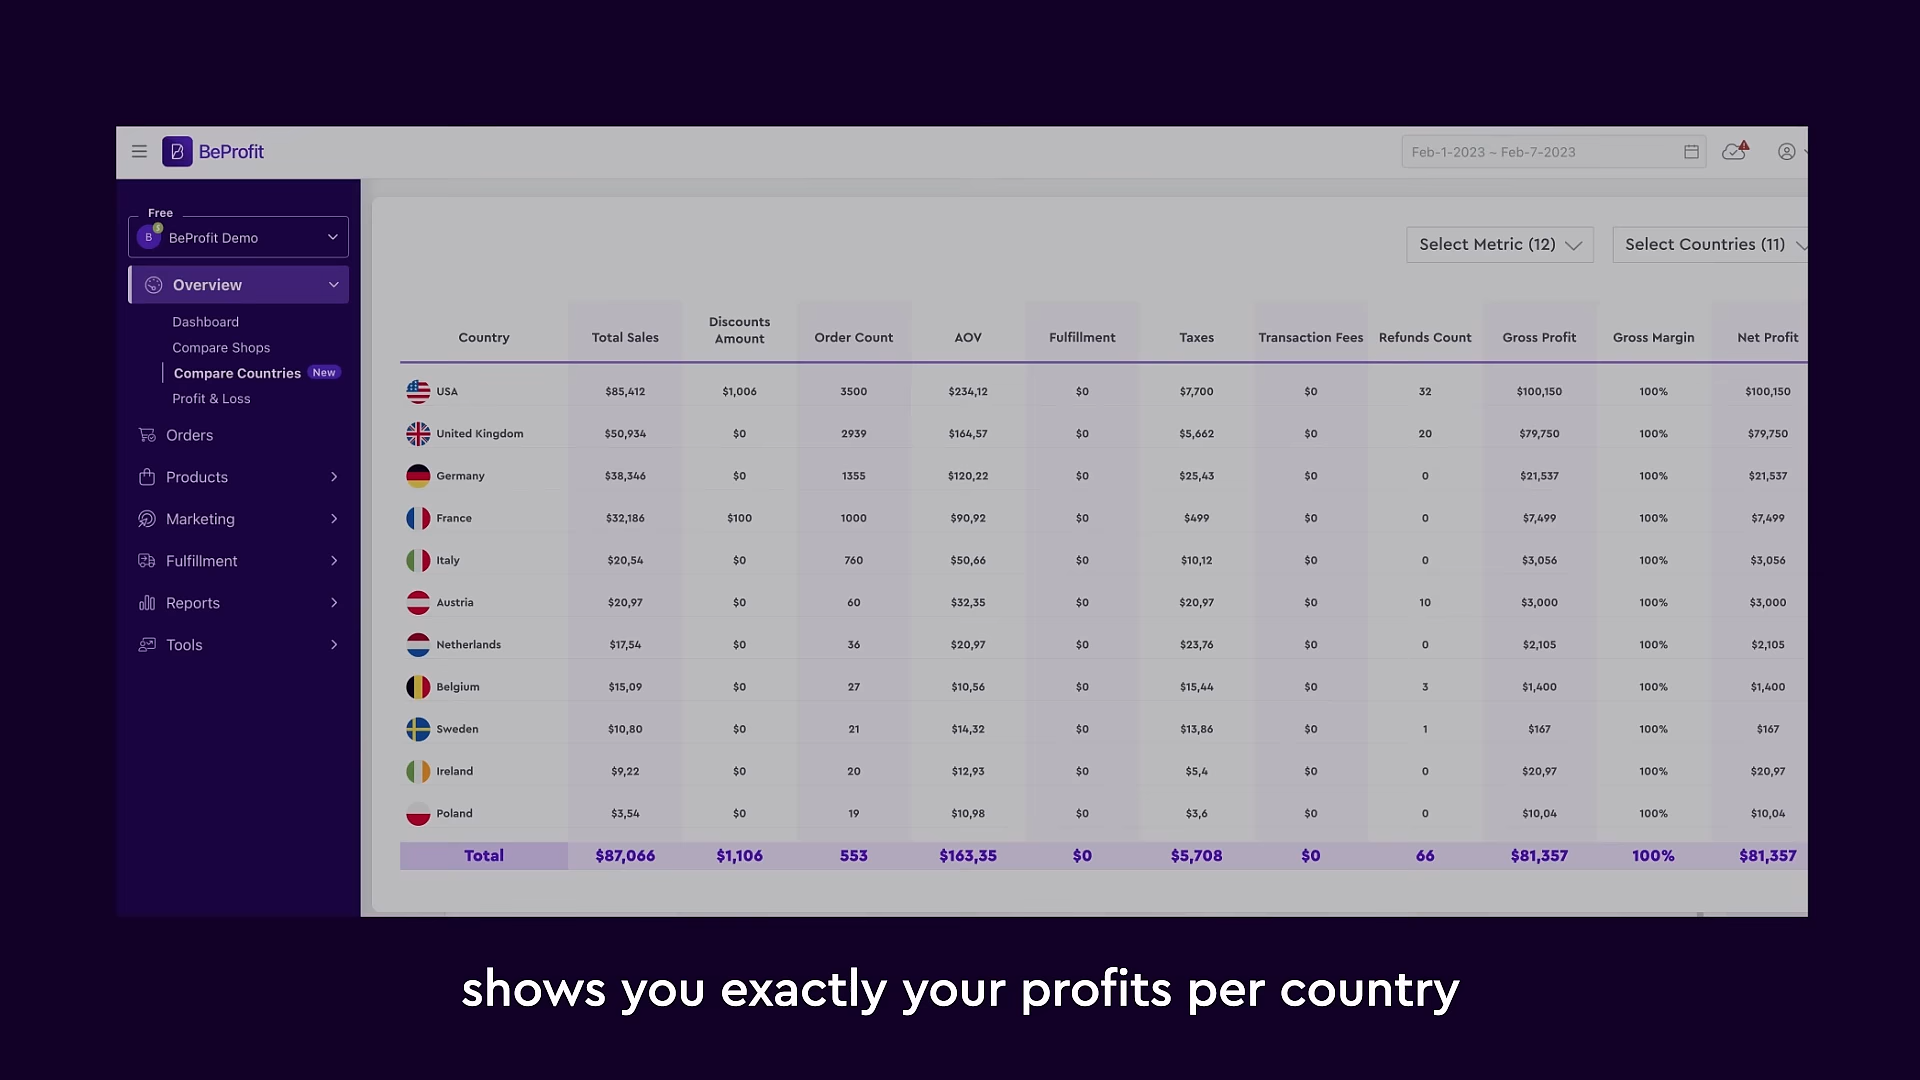 BeProfit
Feb-1-2023 ~ Feb-7-2023
Free
B
BeProfit Demo
Overview
Dashboard
Compare Shops
Compare Countries New
Profit & Loss
Orders
Products
Marketing
Fulfillment
Reports
Tools
Select Metric (12)
Select Countries (11)
Country Total Sales Discounts Amount Order Count AOV Fulfillment Taxes Transaction Fees Refunds Count Gross Profit Gross Margin Net Profit
USA $85,412 $1,006 3500 $234,12 $0 $7,700 $0 32 $100,150 100% $100,150
United Kingdom $50,934 $0 2939 $164,57 $0 $5,662 $0 20 $79,750 100% $79,750
Germany $38,346 $0 1355 $120,22 $0 $25,43 $0 0 $21,537 100% $21,537
France $32,186 $100 1000 $90,92 $0 $499 $0 0 $7,499 100% $7,499
Italy $20,54 $0 760 $50,66 $0 $10,12 $0 0 $3,056 100% $3,056
Austria $20,97 $0 60 $32,35 $0 $20,97 $0 10 $3,000 100% $3,000
Netherlands $17,54 $0 36 $20,97 $0 $23,76 $0 0 $2,105 100% $2,105
Belgium $15,09 $0 27 $10,56 $0 $15,44 $0 3 $1,400 100% $1,400
Sweden $10,80 $0 21 $14,32 $0 $13,86 $0 1 $167 100% $167
Ireland $9,22 $0 20 $12,93 $0 $5,4 $0 0 $20,97 100% $20,97
Poland $3,54 $0 19 $10,98 $0 $3,6 $0 0 $10,04 100% $10,04
Total $87,066 $1,106 553 $163,35 $0 $5,708 $0 66 $81,357 100% $81,357
shows you exactly your profits per country